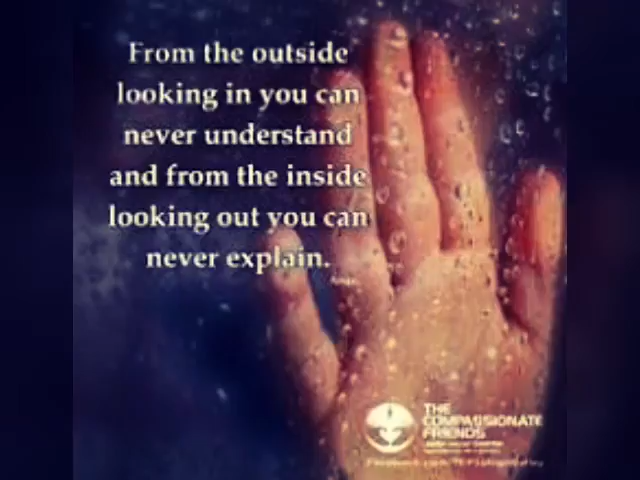 From the outside
looking in you can
never understand
and from the inside
looking out you can
never explain.
THE
COMPASSIONATE
FRIENDS